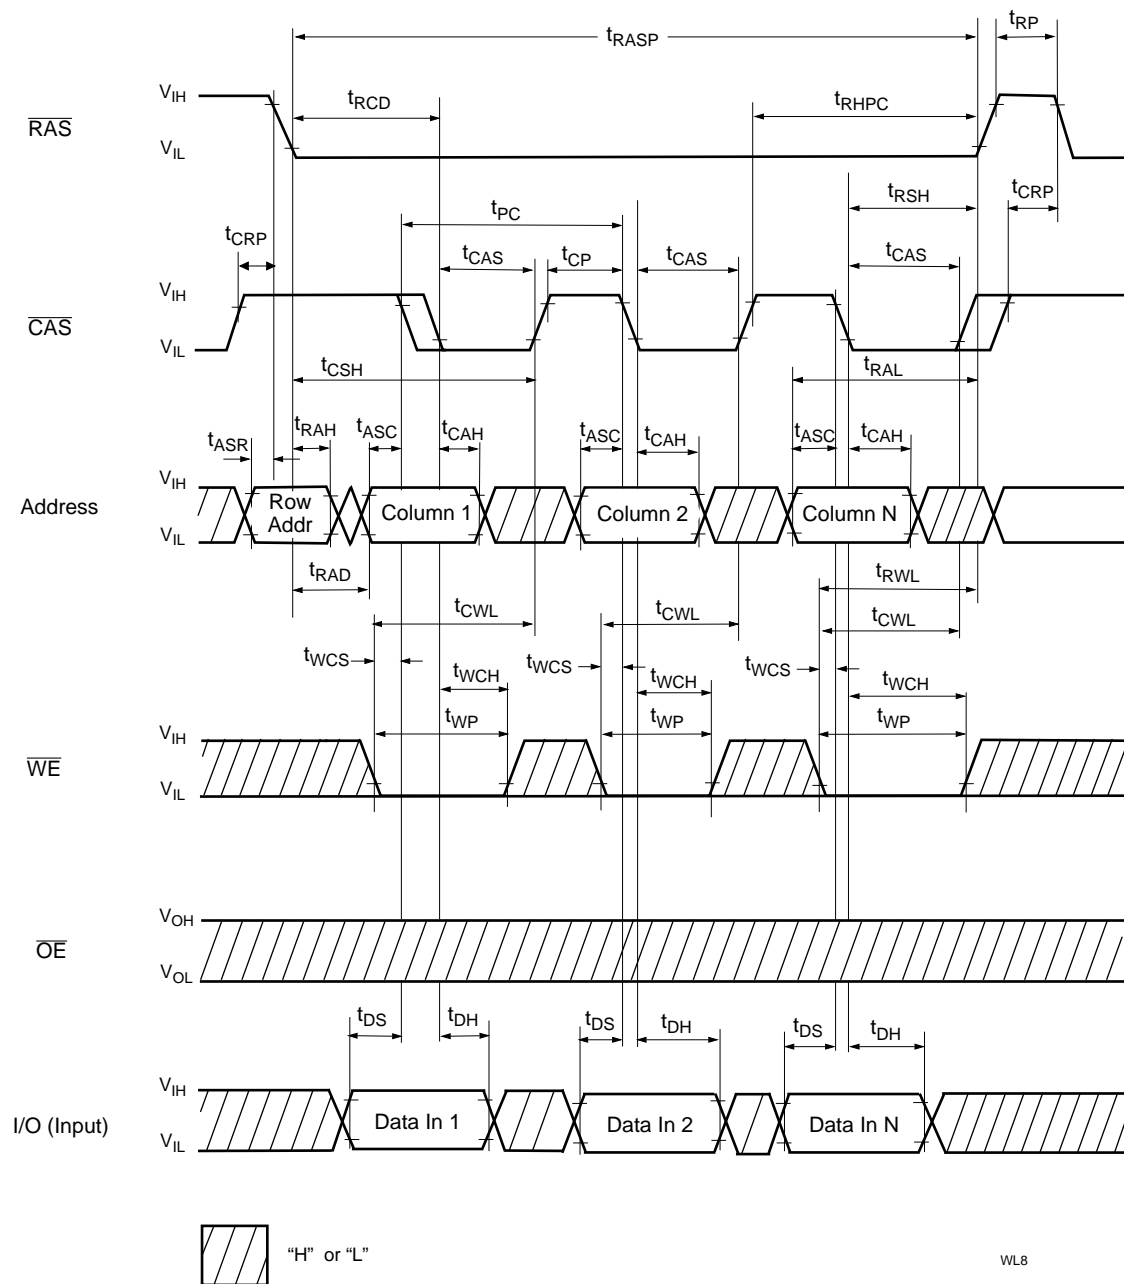 tRASP
tRP
VIH
tRCD
tRHPC
RAS
VIL
tRSH
tCRP
tPC
tCRP
tCAS
tCP
tCAS
tCAS
VIH
CAS
VIL
tCSH
tRAL
tRAH
tASC
tCAH
tASC
tCAH
tASC
tCAH
tASR
VIH
Address
Row
Addr
Column 1
Column 2
Column N
VIL
tRAD
tRWL
tCWL
tCWL
tCWL
tWCS
tWCS
tWCS
tWCH
tWCH
tWCH
tWP
tWP
tWP
VIH
WE
VIL
VOH
OE
VOL
tDS
tDH
tDS
tDH
tDS
tDH
VIH
I/O (Input)
Data In 1
Data In 2
Data In N
VIL
“H” or “L”
WL8